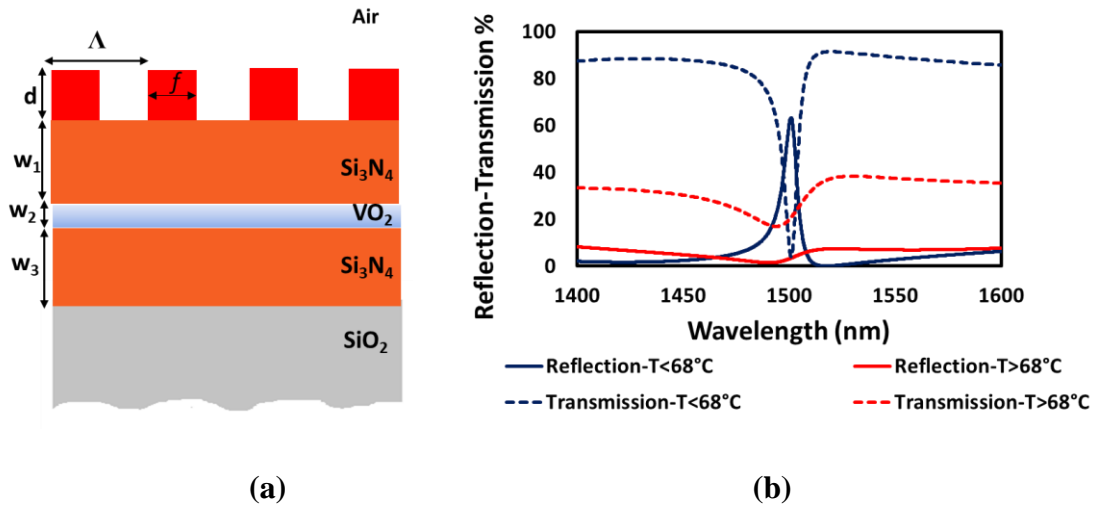 Air
Λ
f
d
w₁
Si₃N₄
w₂
VO₂
w₃
Si₃N₄
SiO₂
(a)
Reflection-Transmission %
100
80
60
40
20
0
1400
1450
1500
1550
1600
Wavelength (nm)
Reflection-T<68°C
Reflection-T>68°C
Transmission-T<68°C
Transmission-T>68°C
(b)